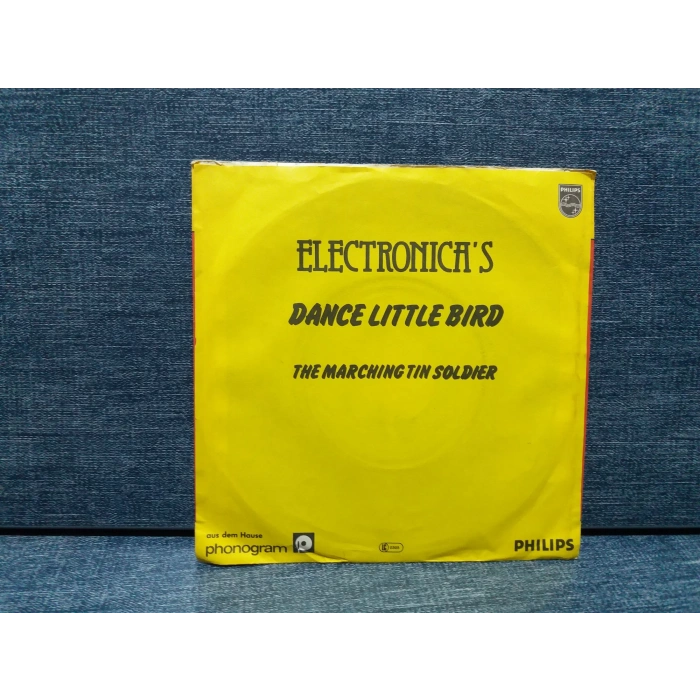 PHILIPS
ELECTRONICA'S
DANCE LITTLE BIRD
THE MARCHING TIN SOLDIER
aus dem Hause
phonogram
PHILIPS